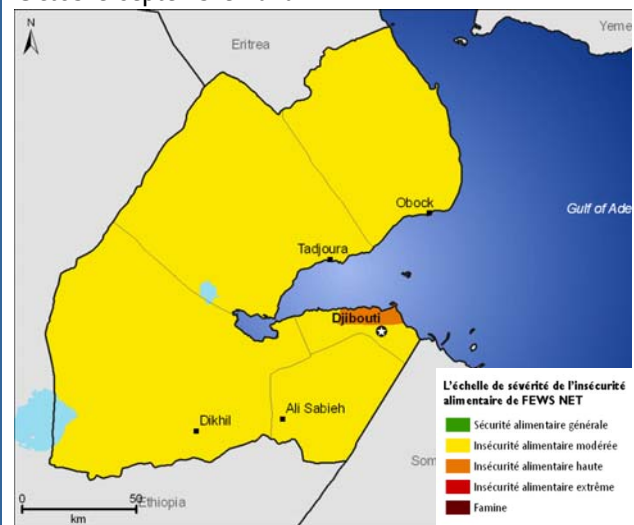 N
Eritrea
Yeme
Obock
Gulf of Ade
Tadjoura
Djibouti
Ali Sabieh
Dikhil
Som
Ethiopia
0 50
km
L'échelle de sévérité de l'insécurité
alimentaire de FEWS NET
Sécurité alimentaire générale
Insécurité alimentaire modérée
Insécurité alimentaire haute
Insécurité alimentaire extrême
Famine